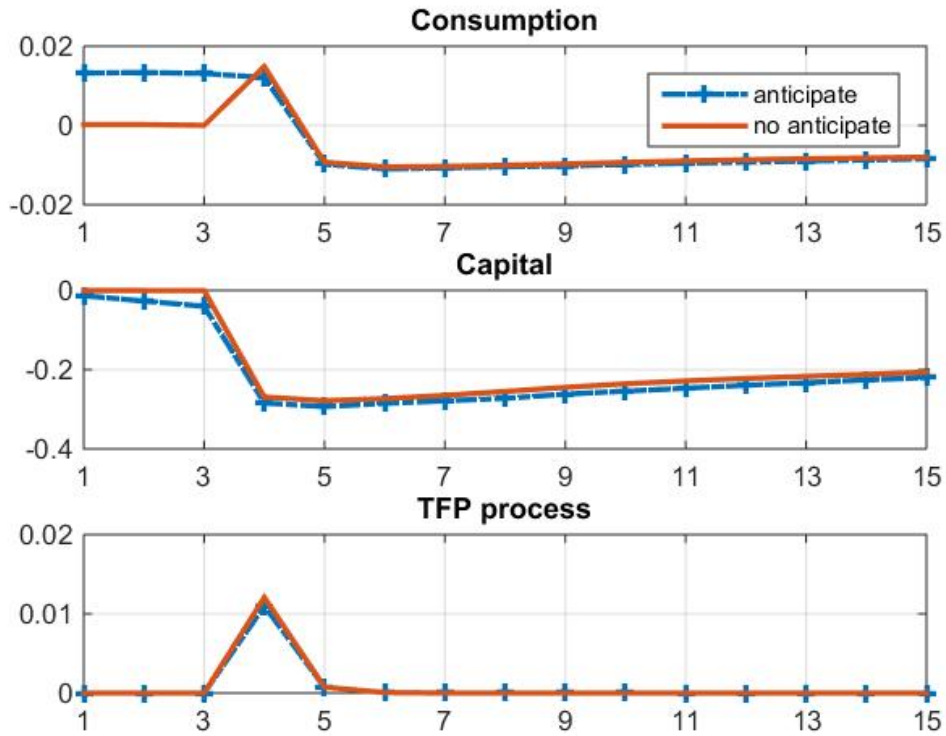 Consumption
0.02
0
-0.02
anticipate
no anticipate
1 3 5 7 9 11 13 15
Capital
0
-0.2
-0.4
1 3 5 7 9 11 13 15
TFP process
0.02
0.01
0
1 3 5 7 9 11 13 15